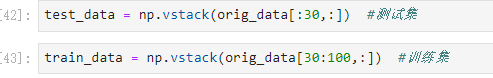 [42]: test_data = np.vstack(orig_data[:30,:])  #测试集
[43]: train_data = np.vstack(orig_data[30:100,:])  #训练集